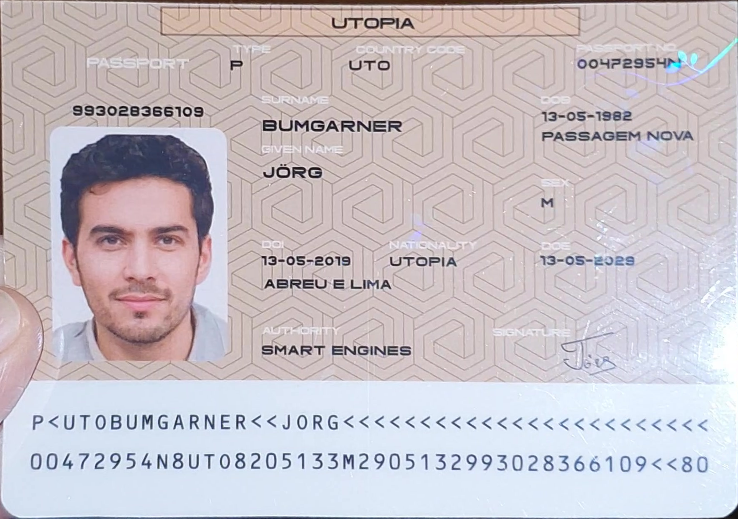 UTOPIA
PASSPORT
TYPE
P
COUNTRY CODE
UTO
PASSPORT NO
00472954N
993028366109
SURNAME
BUMGARNER
GIVEN NAME
JÖRG
DOB
13-05-1982
PASSAGEM NOVA
SEX
M
DOI
13-05-2019
ABREU E LIMA
NATIONALITY
UTOPIA
DOE
13-05-2029
AUTHORITY
SMART ENGINES
SIGNATURE
Jörg
P<UTOBUMGARNER<<JORG<<<<<<<<<<<<<<<<<<<<<<<<
00472954N8UTO8205133M2905132993028366109<<80